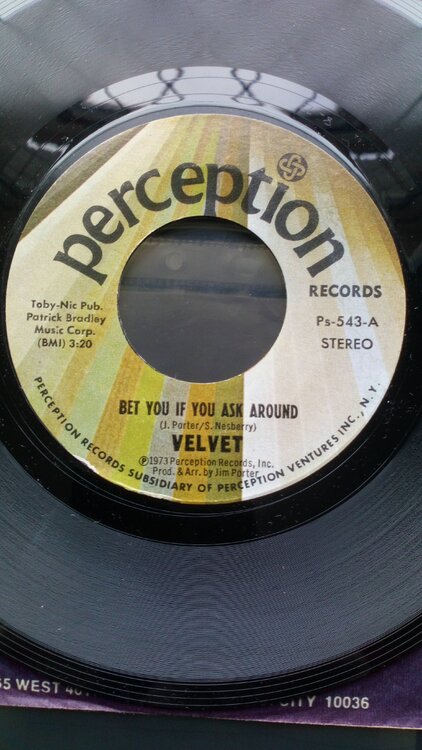 perception
RECORDS
Toby-Nic Pub.
Patrick Bradley
Music Corp.
(BMI) 3:20
Ps-543-A
STEREO
BET YOU IF YOU ASK AROUND
(J. Porter/S. Nesberry)
VELVET
℗1973 Perception Records, Inc.
Prod. & Arr. by Jim Porter
PERCEPTION RECORDS SUBSIDIARY OF PERCEPTION VENTURES INC., N.Y.
WEST
CITY 10036